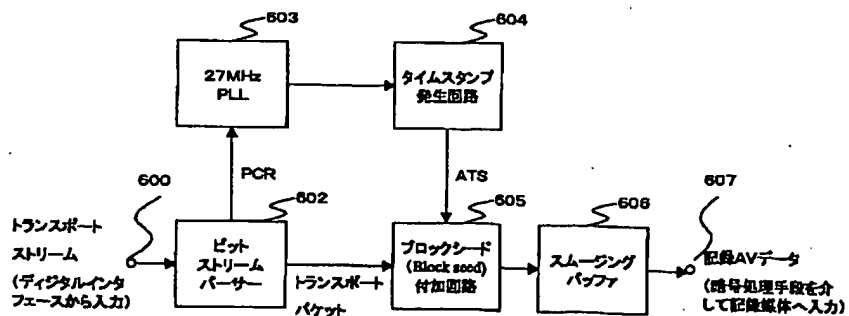 603
604
27MHz
PLL
タイムスタンプ
発生回路
PCR
ATS
600
602
605
606
607
トランスポート
ストリーム
(ディジタルインタ
フェースから入力)
ビット
ストリーム
パーサー
トランスポート
パケット
ブロックシード
(Block seed)
付加回路
スムージング
バッファ
記録AVデータ
(暗号処理手段を介
して記録媒体へ入力)